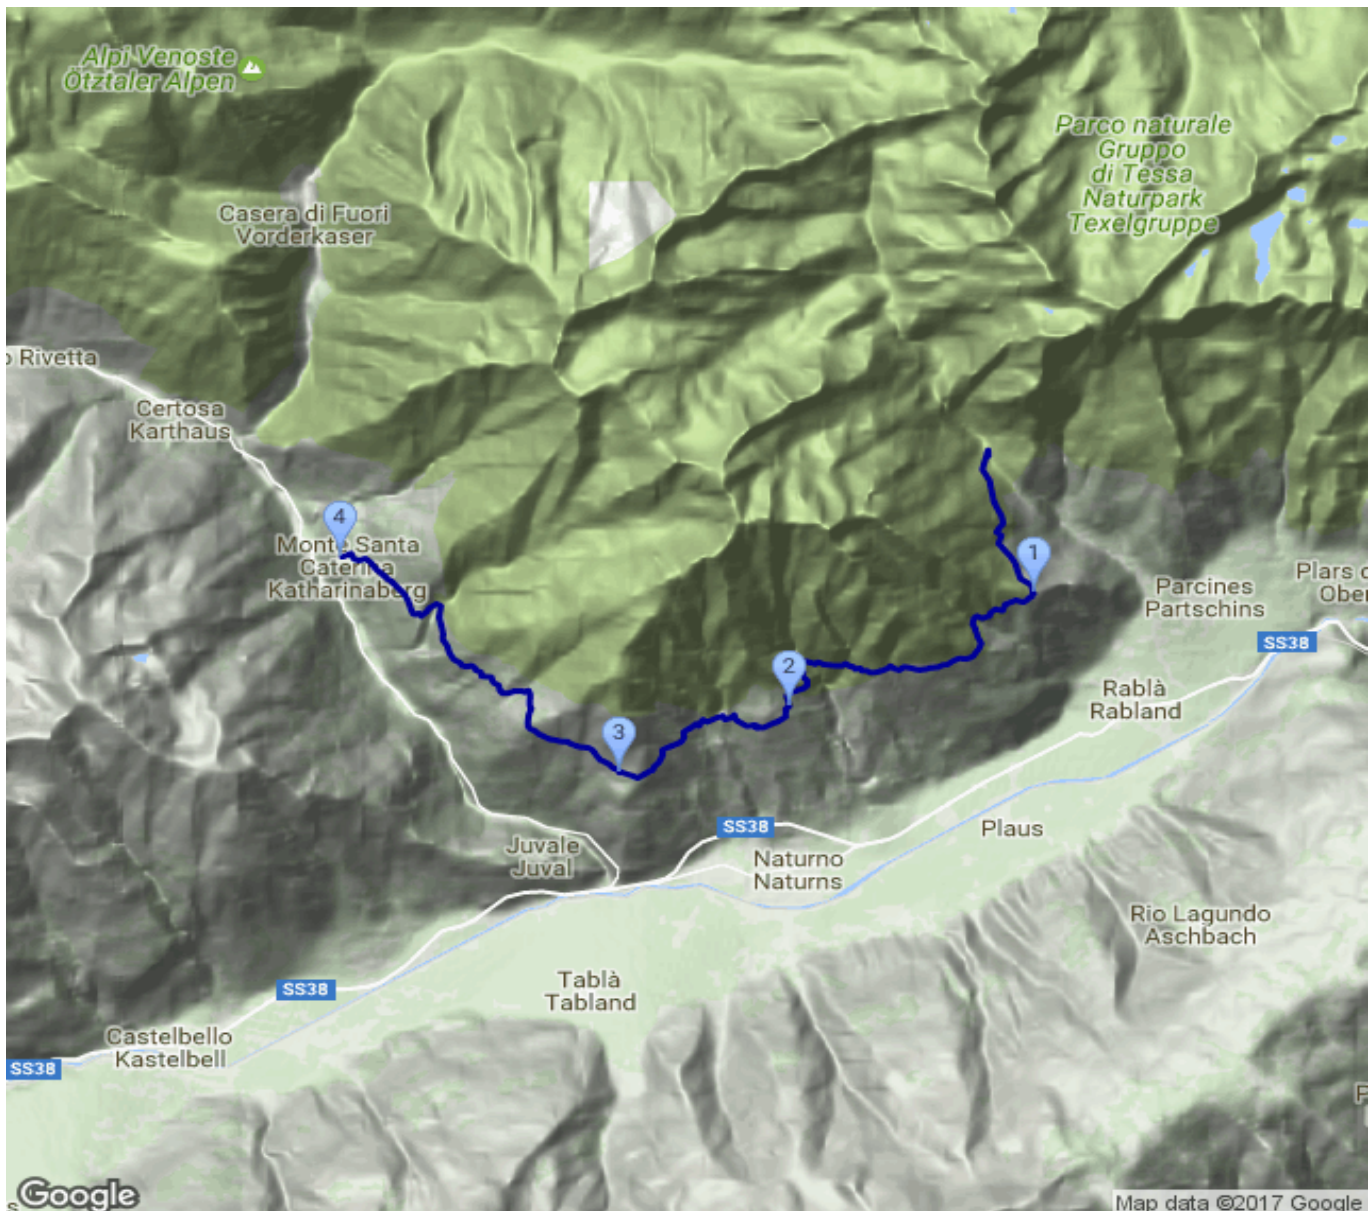 Alpi Venoste
Ötztaler Alpen
Parco naturale
Gruppo
di Tessa
Naturpark
Texelgruppe
Casera di Fuori
Vorderkaser
Rivetta
Certosa
Karthaus
4
Monte Santa
Caterina
Katharinaberg
1
Parcines
Partschins
Plars
SS38
2
Rablà
Rabland
3
SS38
Plaus
Juvale
Juval
Naturno
Naturns
Rio Lagundo
Aschbach
SS38
Tablà
Tabland
Castelbello
Kastelbell
SS38
Google
Map data ©2017 Google